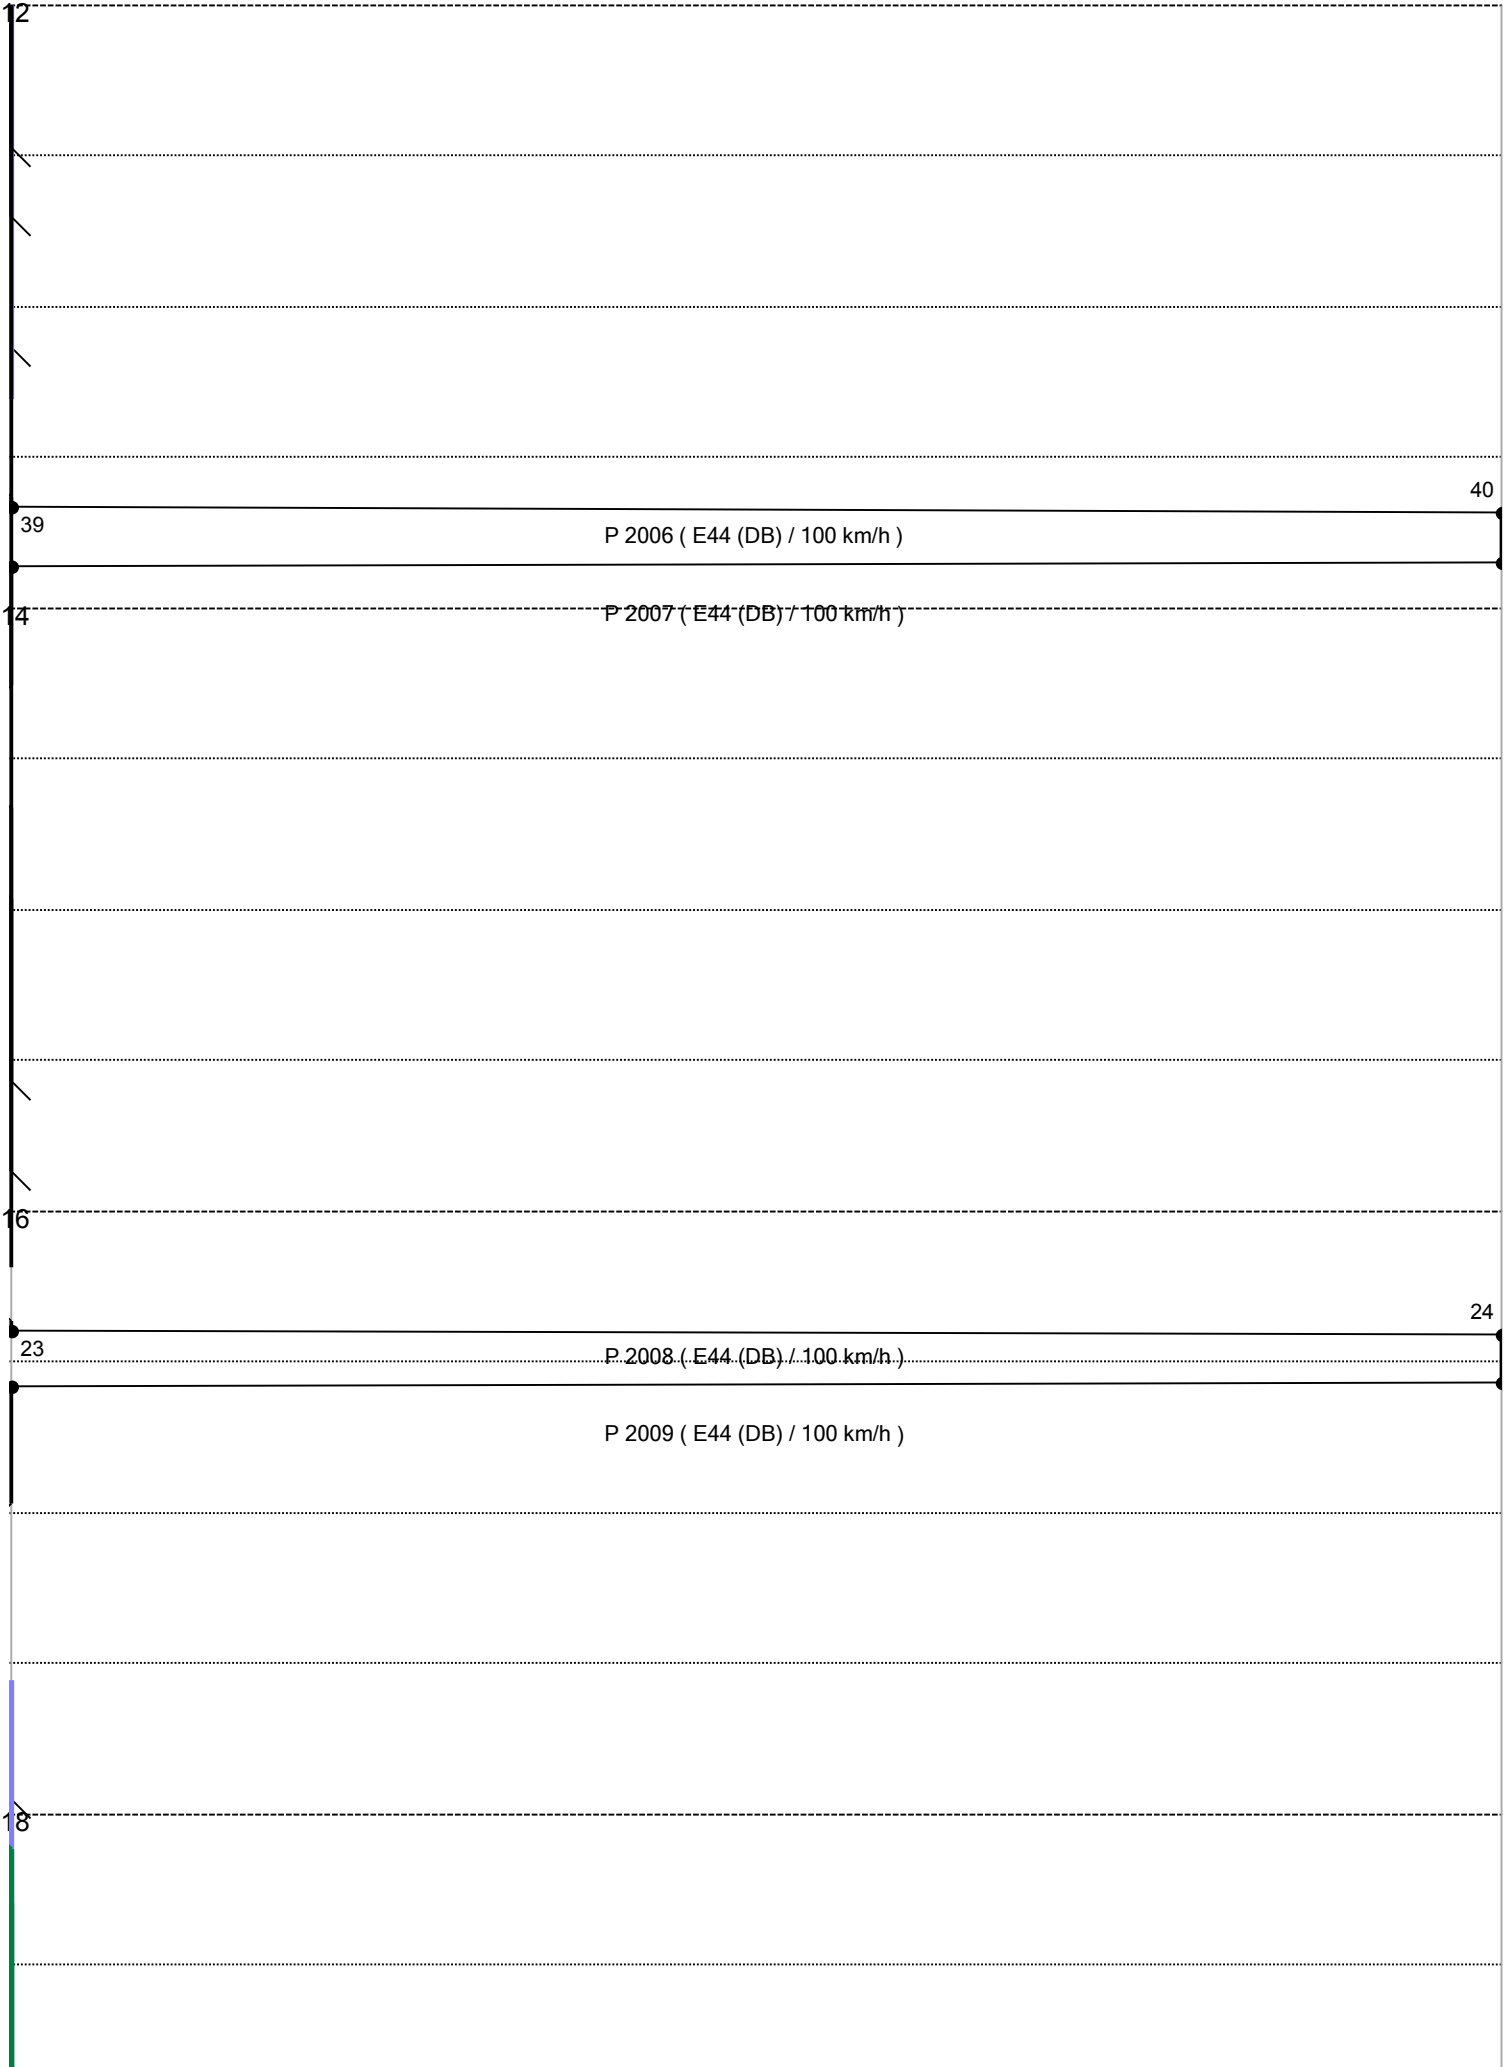 12
40
39
P 2006 ( E44 (DB) / 100 km/h )
14
P 2007 ( E44 (DB) / 100 km/h )
16
24
23
P 2008 ( E44 (DB) / 100 km/h )
P 2009 ( E44 (DB) / 100 km/h )
18